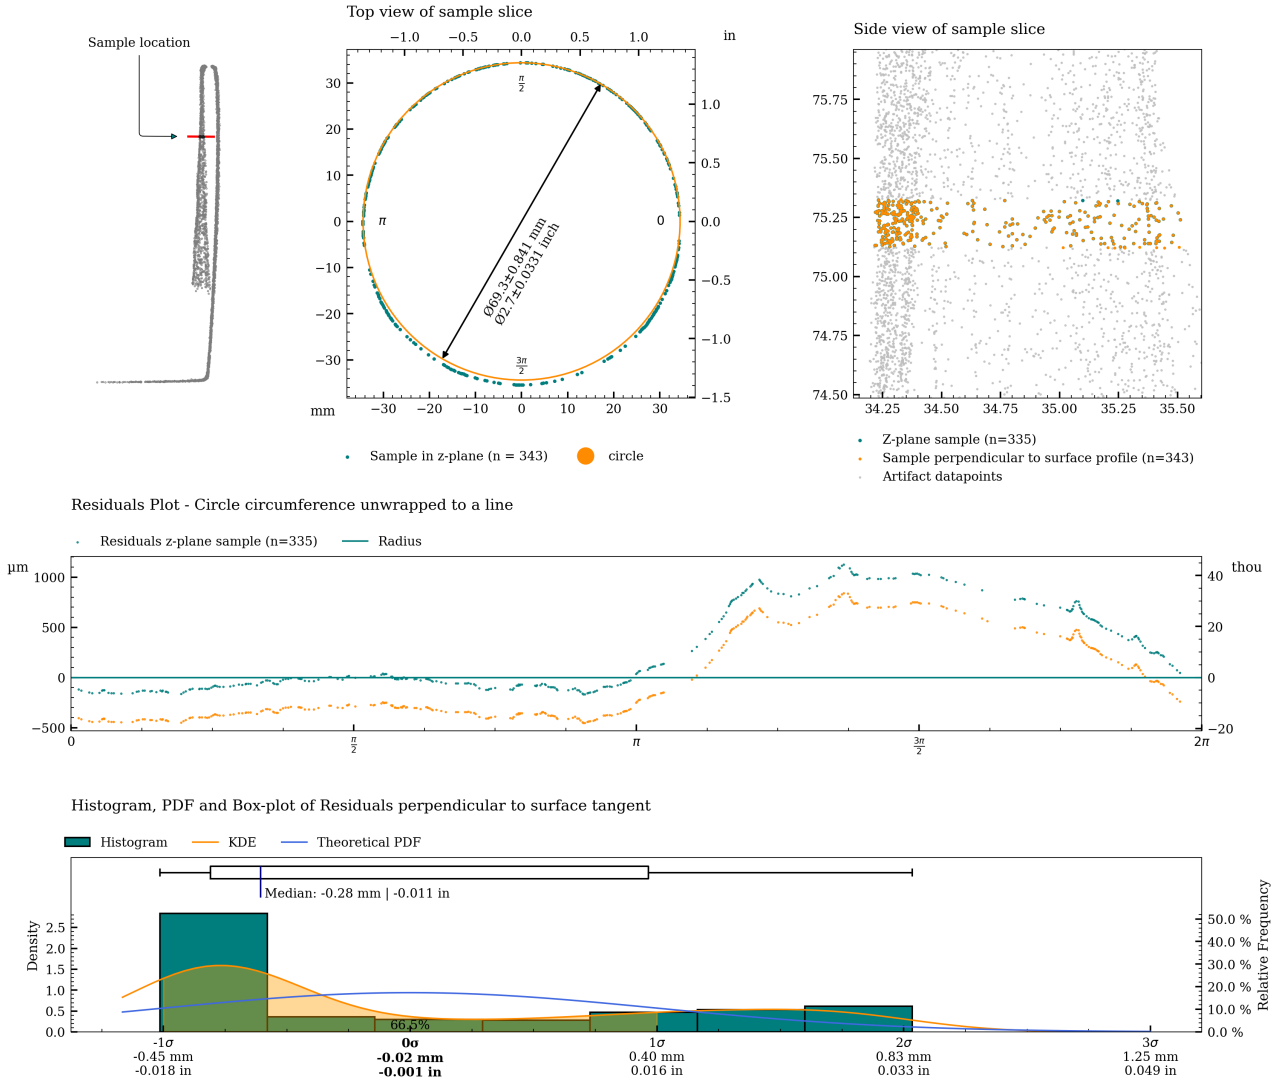 Sample location
Top view of sample slice
−1.0 −0.5 0.0 0.5 1.0 in
30
20
10
0
−10
−20
−30
mm
−30 −20 −10 0 10 20 30
1.0
0.5
0.0
−0.5
−1.0
−1.5
π/2
π
0
3π/2
Ø69.3±0.841 mm
Ø2.7±0.0331 inch
Sample in z-plane (n = 343)
circle
Side view of sample slice
75.75
75.50
75.25
75.00
74.75
74.50
34.25 34.50 34.75 35.00 35.25 35.50
Z-plane sample (n=335)
Sample perpendicular to surface profile (n=343)
Artifact datapoints
Residuals Plot - Circle circumference unwrapped to a line
Residuals z-plane sample (n=335)
Radius
µm
1000
500
0
−500
thou
40
20
0
−20
0 π/2 π 3π/2 2π
Histogram, PDF and Box-plot of Residuals perpendicular to surface tangent
Histogram
KDE
Theoretical PDF
Median: -0.28 mm | -0.011 in
Density
2.5
2.0
1.5
1.0
0.5
0.0
66.5%
50.0 %
40.0 %
30.0 %
20.0 %
10.0 %
0.0 %
Relative Frequency
-1σ 0σ 1σ 2σ 3σ
-0.45 mm -0.02 mm 0.40 mm 0.83 mm 1.25 mm
-0.018 in -0.001 in 0.016 in 0.033 in 0.049 in